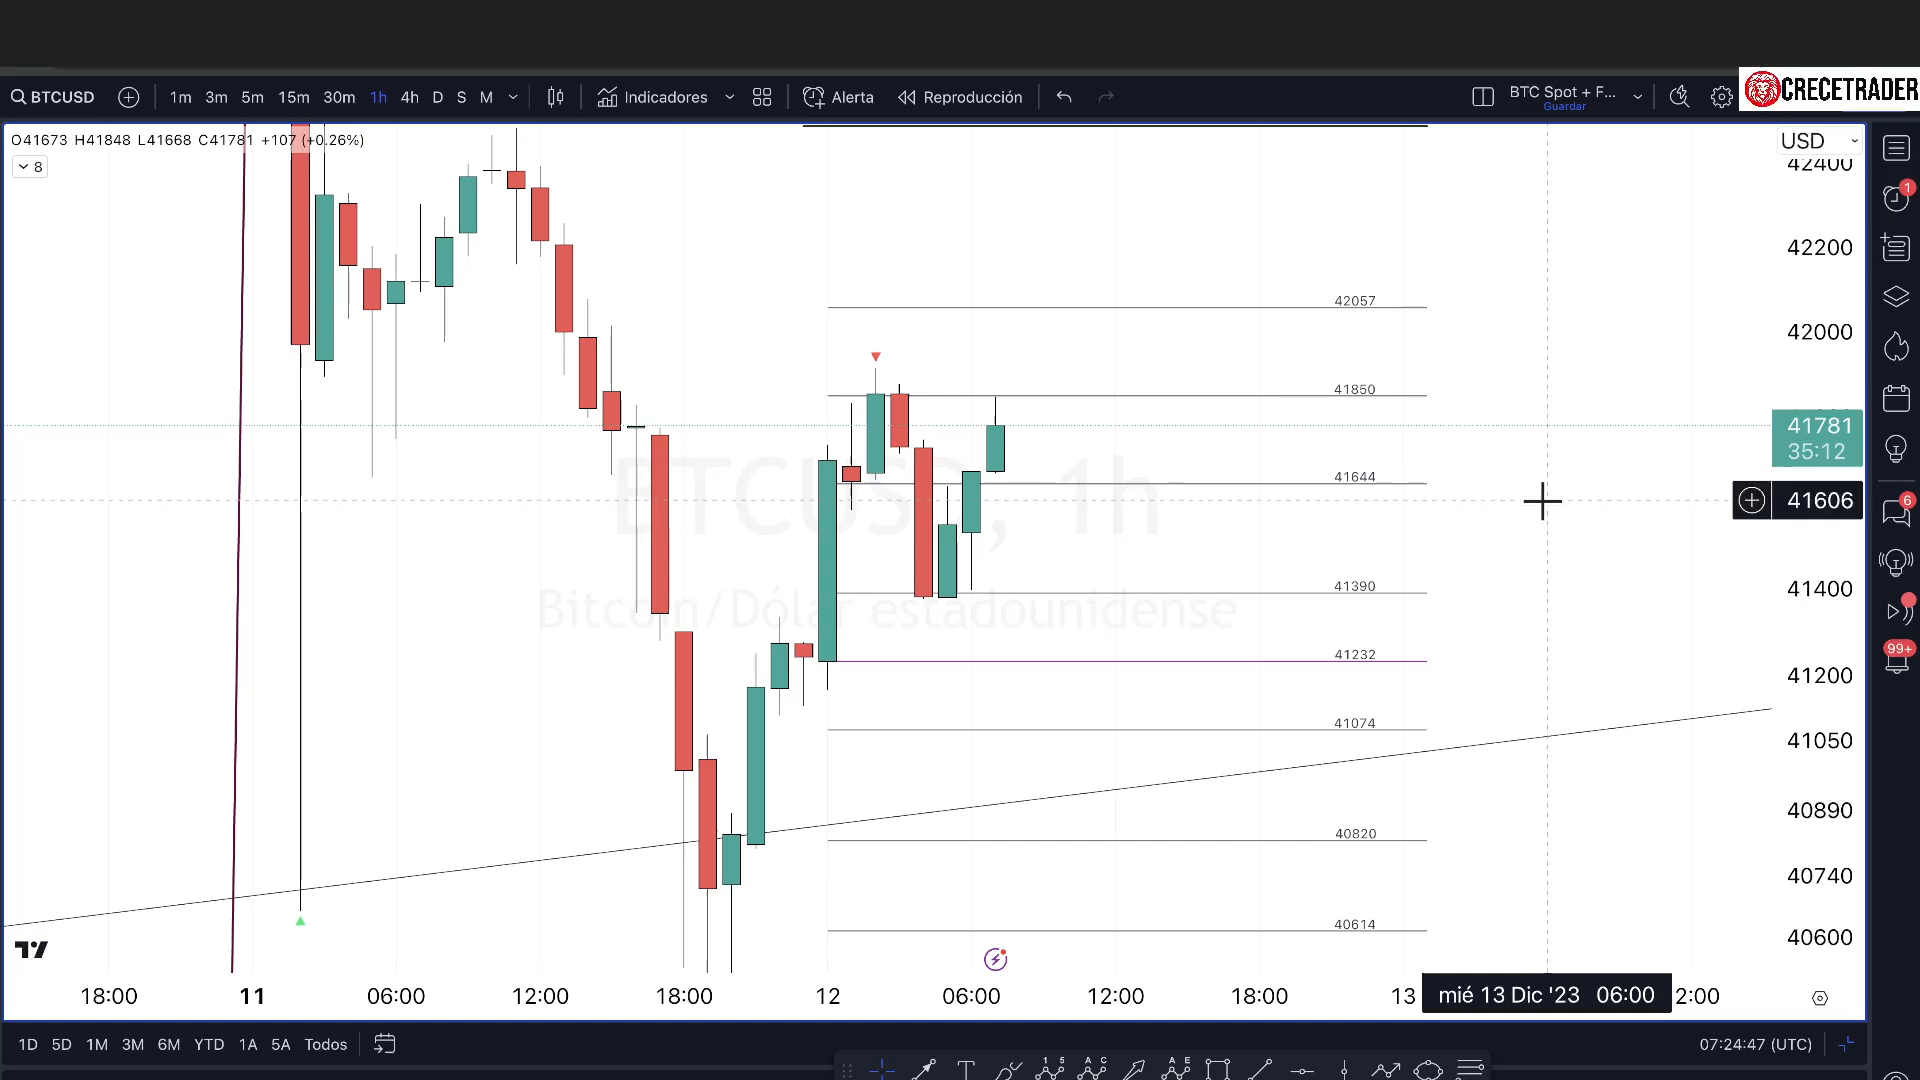 CRECETRADER
BTCUSD 1m 3m 5m 15m 30m 1h 4h D S M Indicadores Alerta Reproducción BTC Spot + F...
Guardar
O41673 H41848 L41668 C41781 +107 (+0.26%)
8
USD
42400
42200
42057
42000
41850
41781
35:12
BTCUSD, 1h
41644
41606
41390
41400
Bitcoin/Dólar estadounidense
41232
41200
41074
41050
40890
40820
40740
40614
40600
1
6
99+
18:00 11 06:00 12:00 18:00 12 06:00 12:00 18:00 13 mié 13 Dic '23 06:00 2:00
1D 5D 1M 3M 6M YTD 1A 5A Todos 07:24:47 (UTC)
1 5 A C A E
T